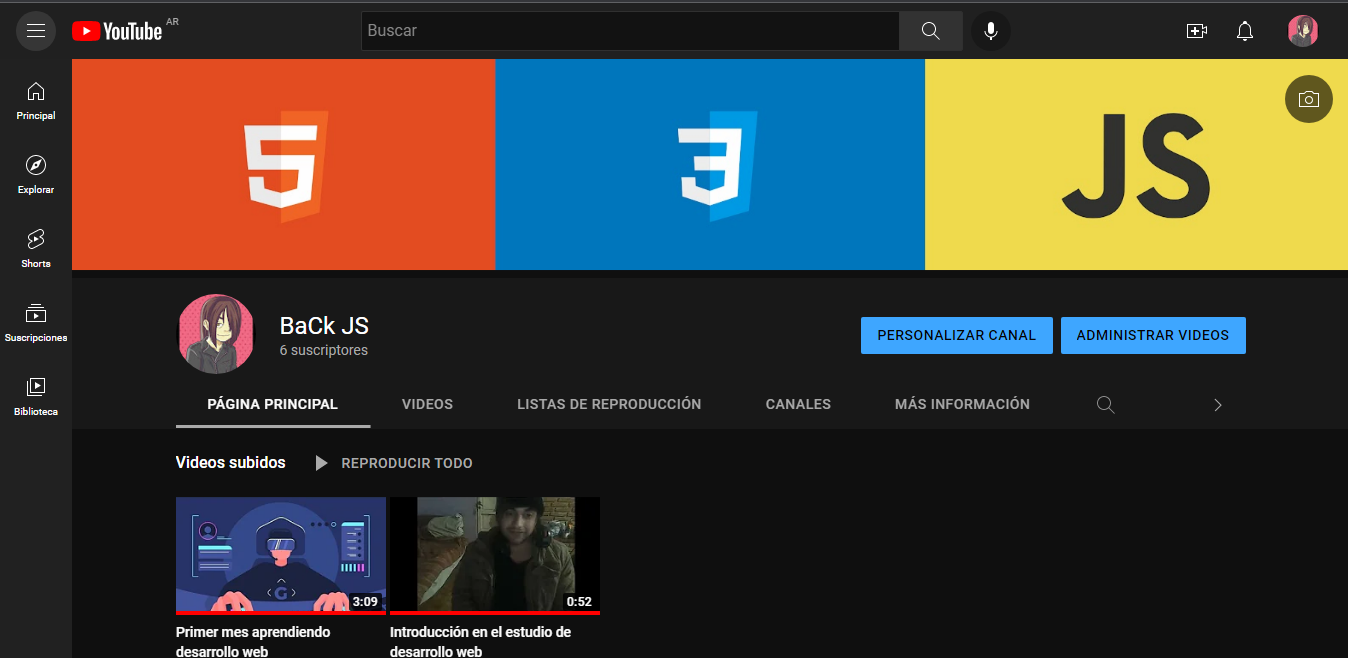 YouTube AR
Buscar
Principal
Explorar
Shorts
Suscripciones
Biblioteca
5
3
JS
BaCk JS
6 suscriptores
PERSONALIZAR CANAL
ADMINISTRAR VIDEOS
PÁGINA PRINCIPAL
VIDEOS
LISTAS DE REPRODUCCIÓN
CANALES
MÁS INFORMACIÓN
Videos subidos
REPRODUCIR TODO
G
3:09
0:52
Primer mes aprendiendo
desarrollo web
Introducción en el estudio de
desarrollo web